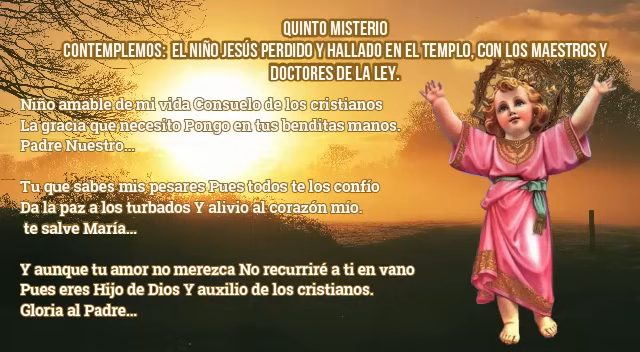 QUINTO MISTERIO
CONTEMPLEMOS: EL NIÑO JESÚS PERDIDO Y HALLADO EN EL TEMPLO, CON LOS MAESTROS Y
DOCTORES DE LA LEY.
Niño amable de mi vida Consuelo de los cristianos
La gracia que necesito Pongo en tus benditas manos.
Padre Nuestro...
Tu que sabes mis pesares Pues todos te los confío
Da la paz a los turbados Y alivio al corazón mío.
te salve María...
Y aunque tu amor no merezca No recurriré a ti en vano
Pues eres Hijo de Dios Y auxilio de los cristianos.
Gloria al Padre...